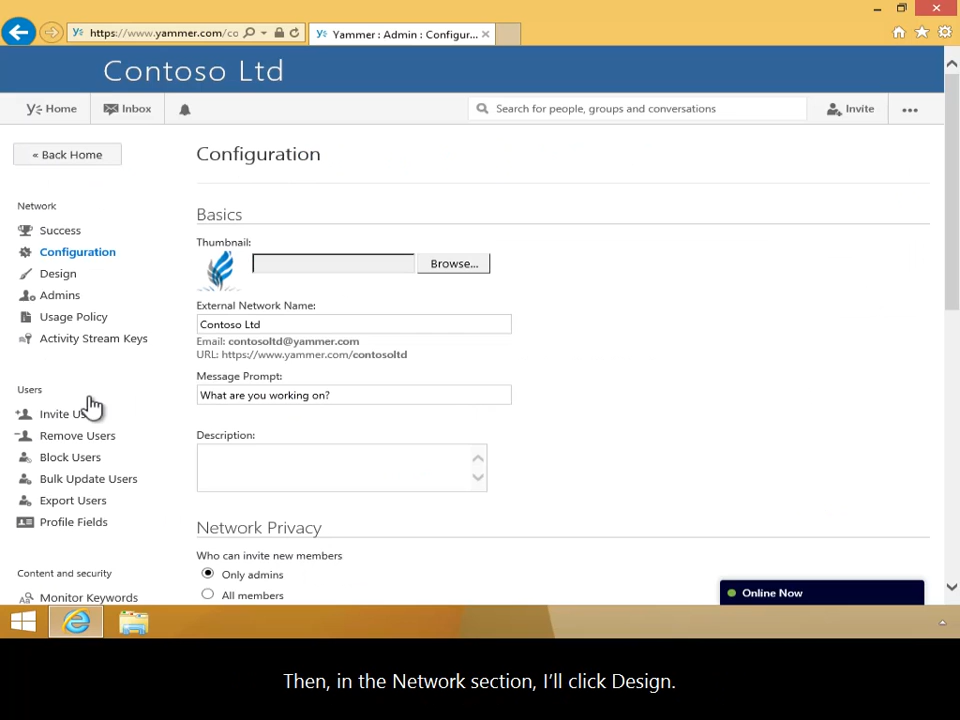 https://www.yammer.com/co
Yammer : Admin : Configur...
Contoso Ltd
Home
Inbox
Search for people, groups and conversations
Invite
« Back Home
Configuration
Network
Success
Configuration
Design
Admins
Usage Policy
Activity Stream Keys
Users
Invite
Remove Users
Block Users
Bulk Update Users
Export Users
Profile Fields
Content and security
Monitor Keywords
Basics
Thumbnail:
Browse...
External Network Name:
Contoso Ltd
Email: contosoltd@yammer.com
URL: https://www.yammer.com/contosoltd
Message Prompt:
What are you working on?
Description:
Network Privacy
Who can invite new members
Only admins
All members
Online Now
Then, in the Network section, I’ll click Design.